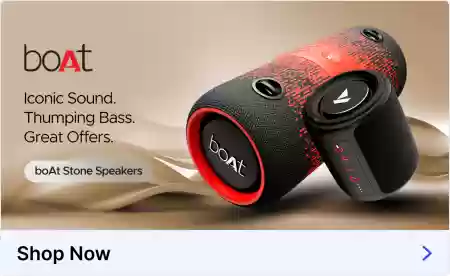 boAt
Iconic Sound.
Thumping Bass.
Great Offers.
boAt Stone Speakers
boAt
Shop Now